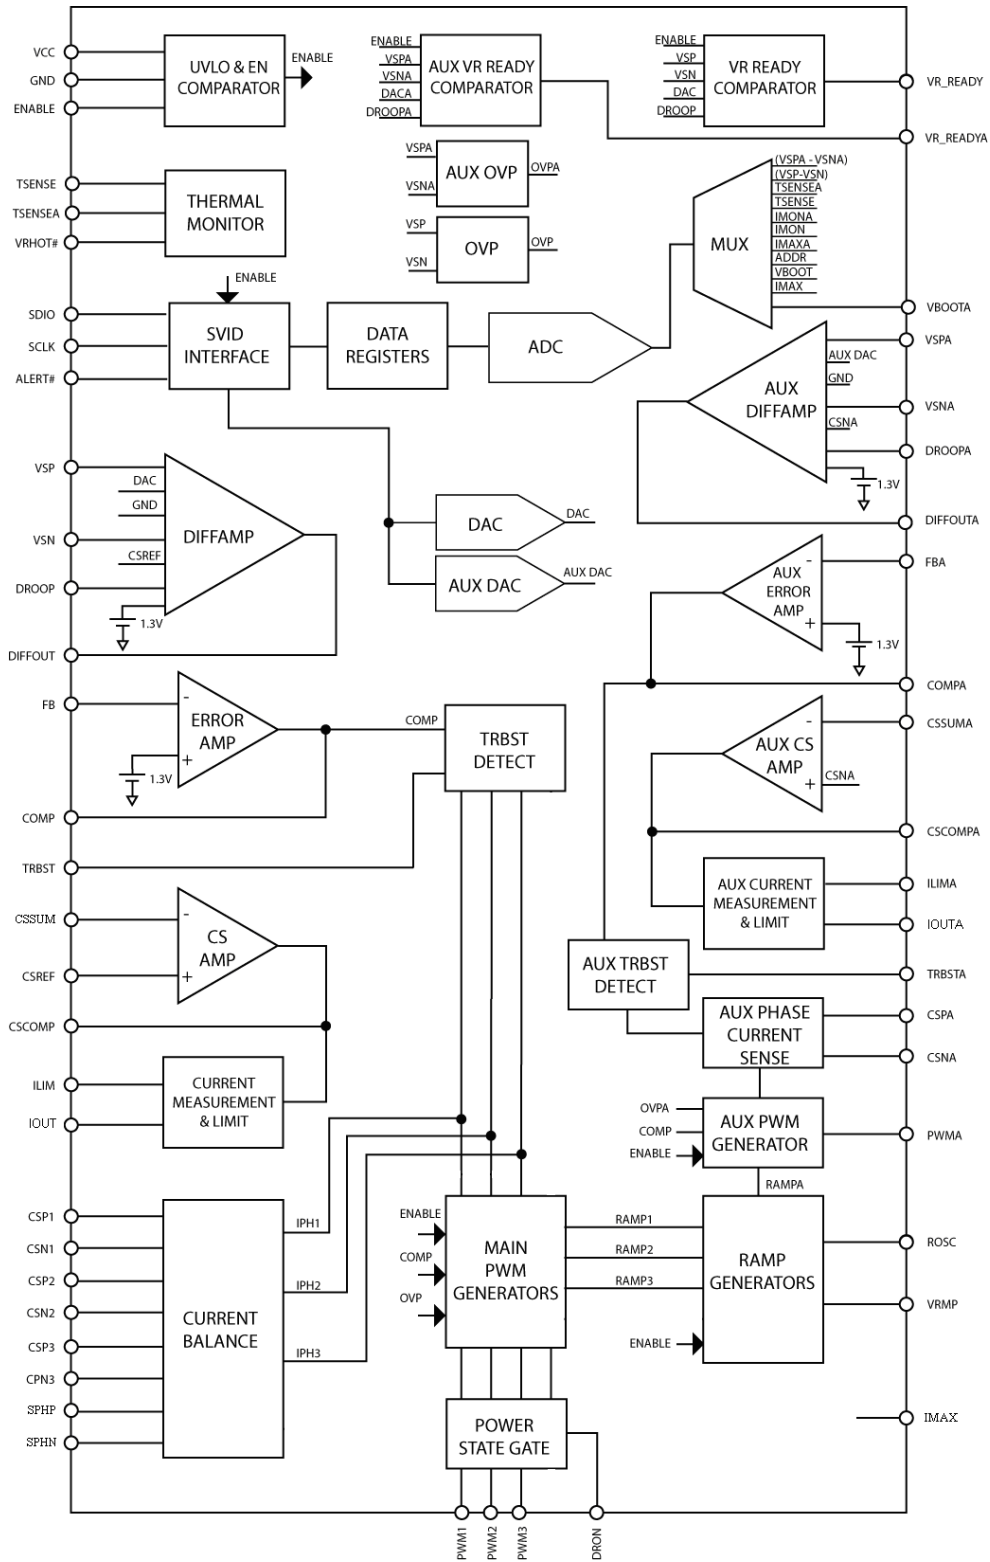 VCC
GND
ENABLE
UVLO & EN
COMPARATOR
ENABLE
ENABLE
VSPA
VSNA
DACA
DROOPA
AUX VR READY
COMPARATOR
ENABLE
VSP
VSN
DAC
DROOP
VR READY
COMPARATOR
VR_READY
VR_READYA
TSENSE
TSENSEA
VRHOT#
THERMAL
MONITOR
VSPA
VSNA
AUX OVP
OVPA
VSP
VSN
OVP
OVP
MUX
(VSPA - VSNA)
(VSP-VSN)
TSENSEA
TSENSE
IMONA
IMON
IMAXA
ADDR
VBOOT
IMAX
VBOOTA
ENABLE
SDIO
SCLK
ALERT#
SVID
INTERFACE
DATA
REGISTERS
ADC
AUX
DIFFAMP
AUX DAC
GND
CSNA
1.3V
VSPA
VSNA
DROOPA
DIFFOUTA
VSP
DAC
GND
VSN
CSREF
DROOP
1.3V
DIFFAMP
DIFFOUT
DAC
DAC
AUX DAC
AUX DAC
AUX
ERROR
AMP
-
+
1.3V
FBA
COMPA
FB
-
ERROR
AMP
+
1.3V
COMP
COMP
TRBST
TRBST
DETECT
AUX CS
AMP
-
+
CSNA
CSSUMA
CSCOMPA
CSSUM
-
CS
AMP
CSREF
+
CSCOMP
AUX CURRENT
MEASUREMENT
& LIMIT
ILIMA
IOUTA
AUX TRBST
DETECT
TRBSTA
AUX PHASE
CURRENT
SENSE
CSPA
CSNA
ILIM
IOUT
CURRENT
MEASUREMENT
& LIMIT
OVPA
COMP
ENABLE
AUX PWM
GENERATOR
PWMA
RAMPA
CSP1
CSN1
CSP2
CSN2
CSP3
CPN3
SPHP
SPHN
CURRENT
BALANCE
IPH1
IPH2
IPH3
ENABLE
COMP
OVP
MAIN
PWM
GENERATORS
RAMP1
RAMP2
RAMP3
ENABLE
RAMP
GENERATORS
ROSC
VRMP
IMAX
POWER
STATE GATE
PWM1
PWM2
PWM3
DRON